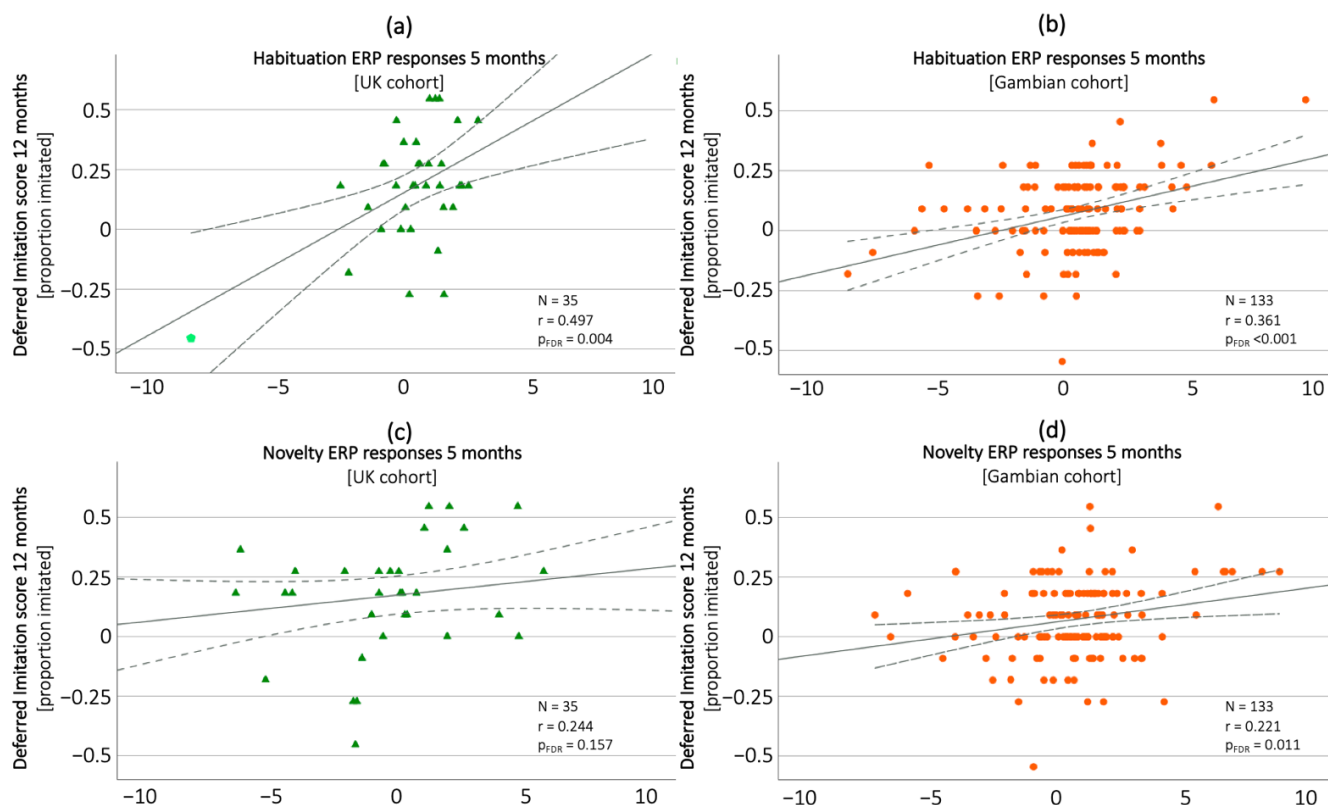 (a)
Habituation ERP responses 5 months
[UK cohort]
Deferred Imitation score 12 months
[proportion imitated]
0.5
0.25
0
−0.25
−0.5
N = 35
r = 0.497
pFDR = 0.004
−10 −5 0 5 10
(b)
Habituation ERP responses 5 months
[Gambian cohort]
Deferred Imitation score 12 months
[proportion imitated]
0.5
0.25
0
−0.25
−0.5
N = 133
r = 0.361
pFDR <0.001
−10 −5 0 5 10
(c)
Novelty ERP responses 5 months
[UK cohort]
Deferred Imitation score 12 months
[proportion imitated]
0.5
0.25
0
−0.25
−0.5
N = 35
r = 0.244
pFDR = 0.157
−10 −5 0 5 10
(d)
Novelty ERP responses 5 months
[Gambian cohort]
Deferred Imitation score 12 months
[proportion imitated]
0.5
0.25
0
−0.25
−0.5
N = 133
r = 0.221
pFDR = 0.011
−10 −5 0 5 10